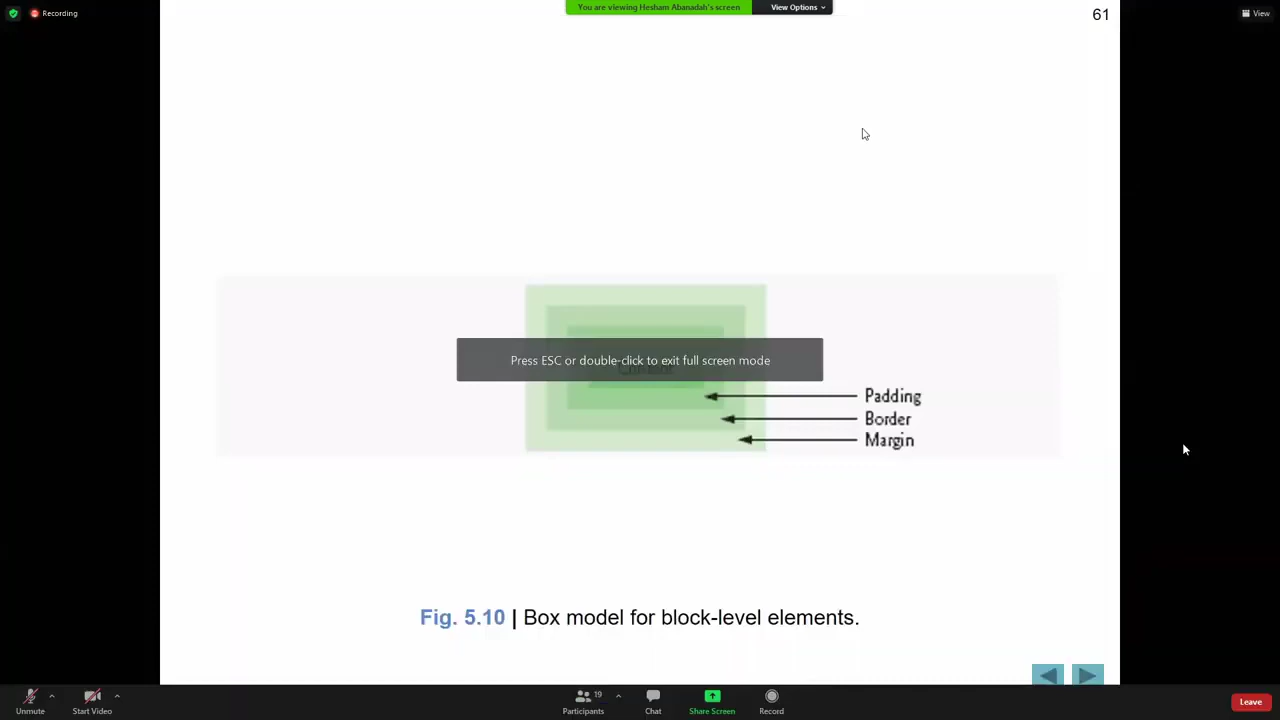 Recording
You are viewing Hesham Abanadah's screen
View Options
61
View
Press ESC or double-click to exit full screen mode
Padding
Border
Margin
Fig. 5.10 | Box model for block-level elements.
Unmute
Start Video
Participants
19
Chat
Share Screen
Record
Leave